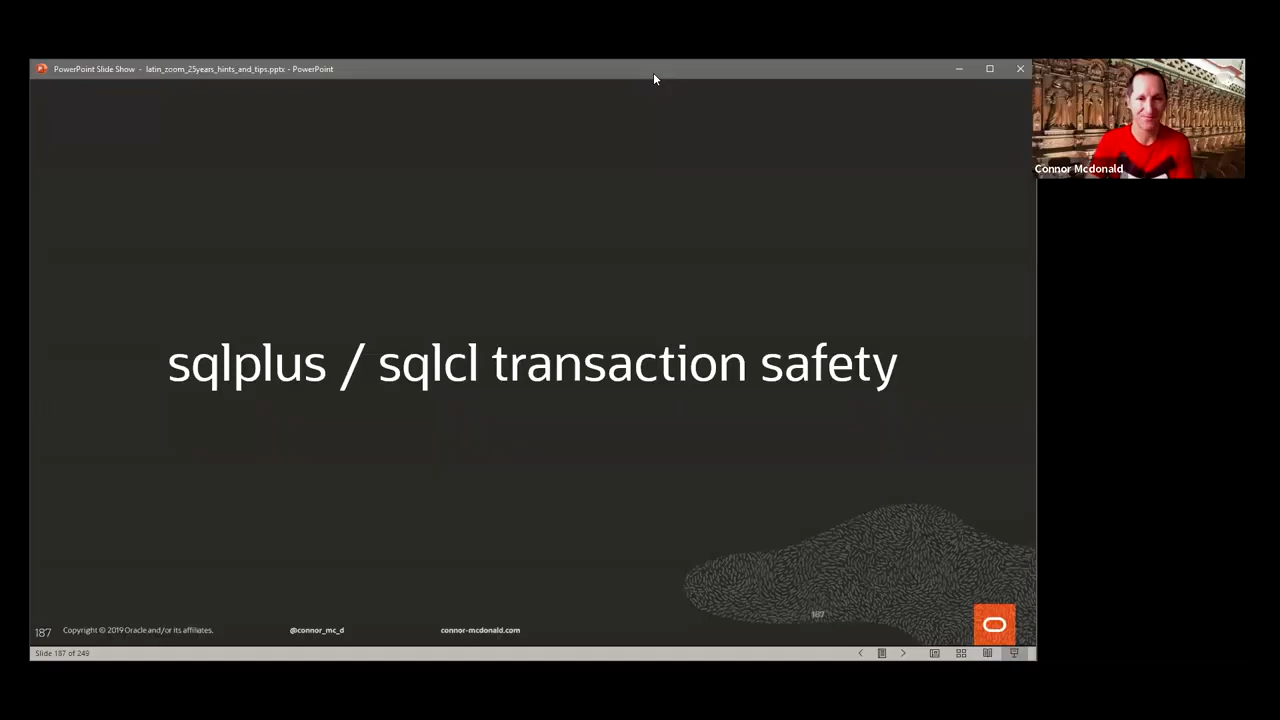 PowerPoint Slide Show - latin_zoom_25years_hints_and_tips.pptx - PowerPoint
Connor Mcdonald
sqlplus / sqlcl transaction safety
187
187
Copyright © 2019 Oracle and/or its affiliates.
@connor_mc_d
connor-mcdonald.com
Slide 187 of 249